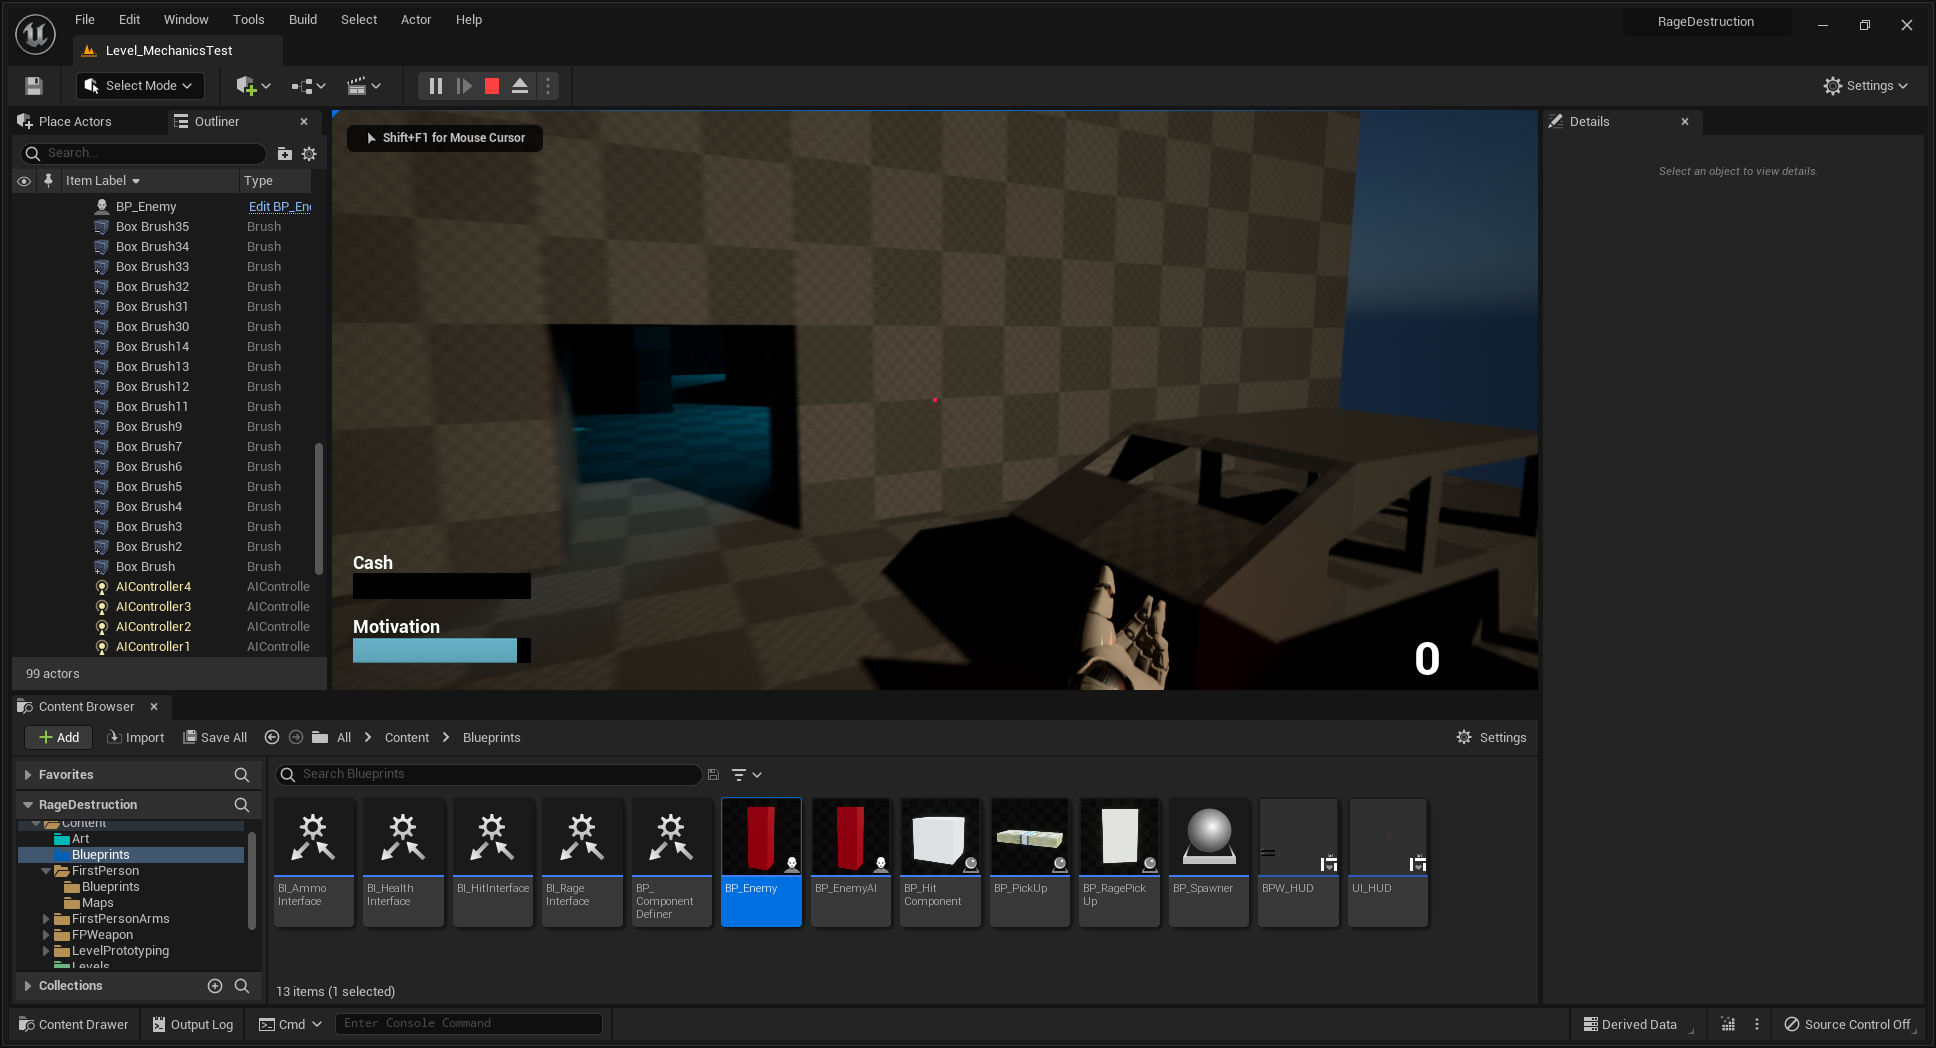 File Edit Window Tools Build Select Actor Help
RageDestruction
Level_MechanicsTest
Select Mode
Settings
Place Actors
Outliner
Shift+F1 for Mouse Cursor
Details
Search...
Select an object to view details.
Item Label Type
BP_Enemy Edit BP_En
Box Brush35 Brush
Box Brush34 Brush
Box Brush33 Brush
Box Brush32 Brush
Box Brush31 Brush
Box Brush30 Brush
Box Brush14 Brush
Box Brush13 Brush
Box Brush12 Brush
Box Brush11 Brush
Box Brush9 Brush
Box Brush7 Brush
Box Brush6 Brush
Box Brush5 Brush
Box Brush4 Brush
Box Brush3 Brush
Box Brush2 Brush
Box Brush Brush
AIController4 AIControlle
AIController3 AIControlle
AIController2 AIControlle
AIController1 AIControlle
99 actors
Cash
Motivation
0
Content Browser
Add Import Save All All Content Blueprints
Settings
Favorites
Search Blueprints
RageDestruction
Content
Art
Blueprints
FirstPerson
Blueprints
Maps
FirstPersonArms
FPWeapon
LevelPrototyping
Levels
Collections
BI_Ammo
Interface
BI_Health
Interface
BI_HitInterface
BI_Rage
Interface
BP_
Component
Definer
BP_Enemy
BP_EnemyAI
BP_Hit
Component
BP_PickUp
BP_RagePick
Up
BP_Spawner
BPW_HUD
UI_HUD
13 items (1 selected)
Content Drawer
Output Log
Cmd
Enter Console Command
Derived Data
Source Control Off